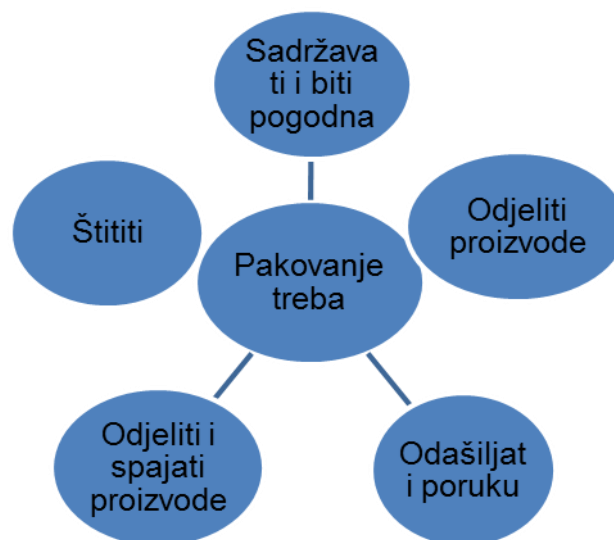 Sadržava
ti i biti
pogodna
Štititi
Odjeliti
proizvode
Pakovanje
treba
Odjeliti i
spajati
proizvode
Odašiljat
i poruku